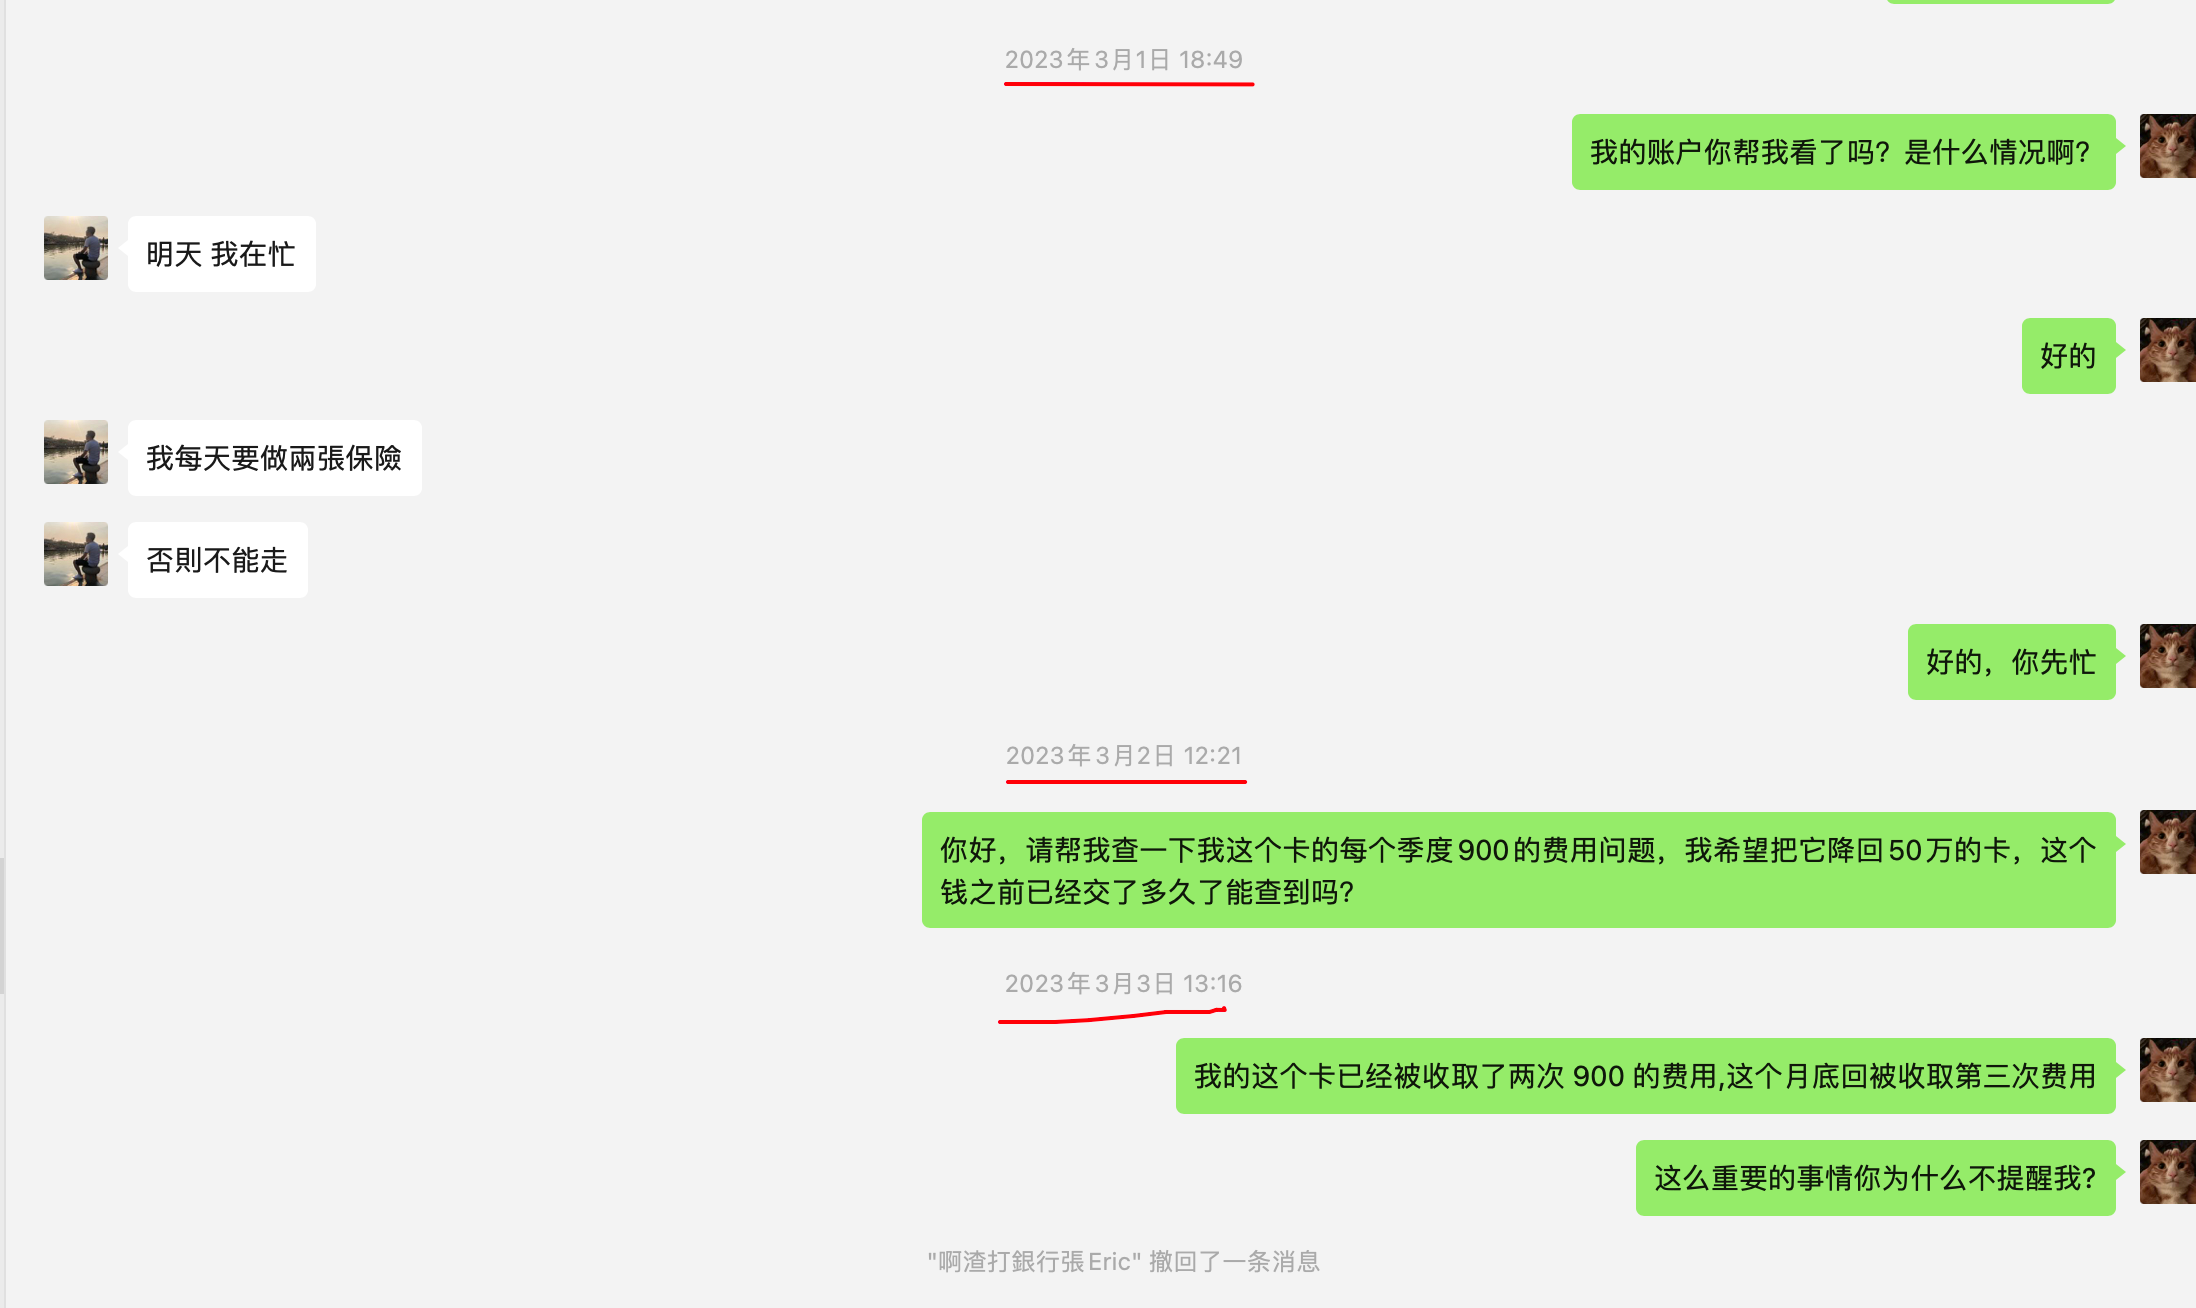 2023年3月1日 18:49
我的账户你帮我看了吗？是什么情况啊？
明天 我在忙
好的
我每天要做兩張保險
否則不能走
好的，你先忙
2023年3月2日 12:21
你好，请帮我查一下我这个卡的每个季度900的费用问题，我希望把它降回50万的卡，这个
钱之前已经交了多久了能查到吗？
2023年3月3日 13:16
我的这个卡已经被收取了两次 900 的费用,这个月底回被收取第三次费用
这么重要的事情你为什么不提醒我？
"啊渣打銀行張Eric" 撤回了一条消息